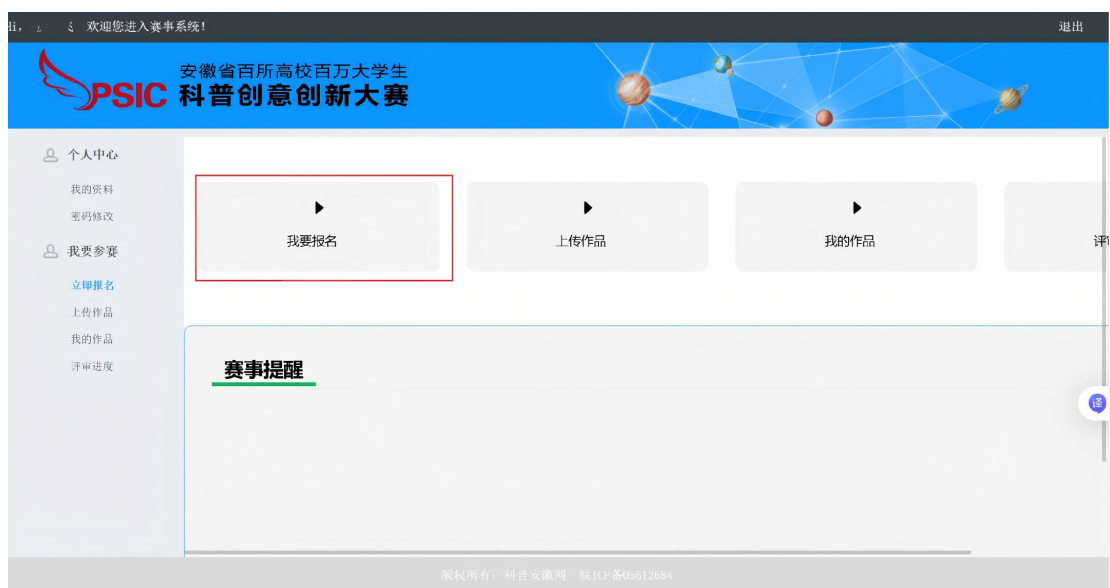 Hi, 欢迎您进入赛事系统!
退出
PSIC
安徽省百所高校百万大学生
科普创意创新大赛
个人中心
我的资料
密码修改
我要参赛
立即报名
上传作品
我的作品
评审进度
我要报名
上传作品
我的作品
评
赛事提醒
译
版权所有: 科普安徽网 皖ICP备05012684